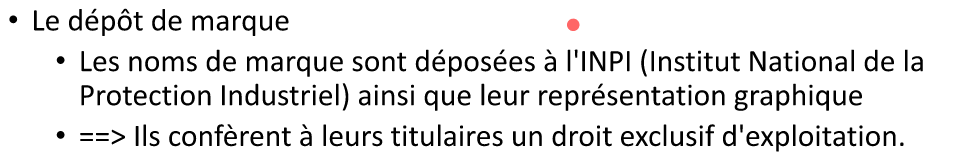 • Le dépôt de marque
• Les noms de marque sont déposées à l'INPI (Institut National de la
Protection Industriel) ainsi que leur représentation graphique
• ==> Ils confèrent à leurs titulaires un droit exclusif d'exploitation.